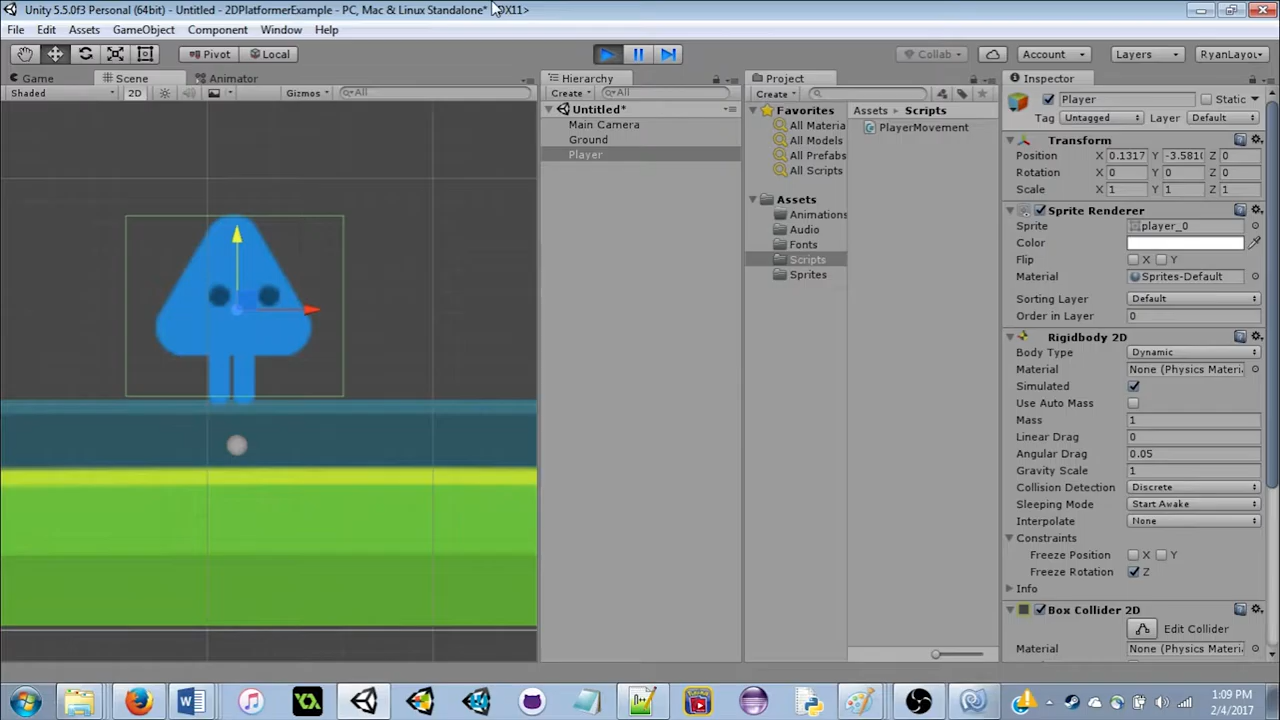 Unity 5.5.0f3 Personal (64bit) - Untitled - 2DPlatformerExample - PC, Mac & Linux Standalone* DX11>
File Edit Assets GameObject Component Window Help
Pivot Local Collab Account Layers RyanLayou
Game Scene Animator
Shaded 2D Gizmos All
Hierarchy
Create All
Untitled*
Main Camera
Ground
Player
Project
Create
Favorites
All Materia
All Models
All Prefabs
All Scripts
Assets
Animations
Audio
Fonts
Scripts
Sprites
Assets Scripts
PlayerMovement
Inspector
Player Static
Tag Untagged Layer Default
Transform
Position X 0.1317 Y -3.581( Z 0
Rotation X 0 Y 0 Z 0
Scale X 1 Y 1 Z 1
Sprite Renderer
Sprite player_0
Color
Flip X Y
Material Sprites-Default
Sorting Layer Default
Order in Layer 0
Rigidbody 2D
Body Type Dynamic
Material None (Physics Materi
Simulated
Use Auto Mass
Mass 1
Linear Drag 0
Angular Drag 0.05
Gravity Scale 1
Collision Detection Discrete
Sleeping Mode Start Awake
Interpolate None
Constraints
Freeze Position X Y
Freeze Rotation Z
Info
Box Collider 2D
Edit Collider
Material None (Physics Materi
1:09 PM
2/4/2017